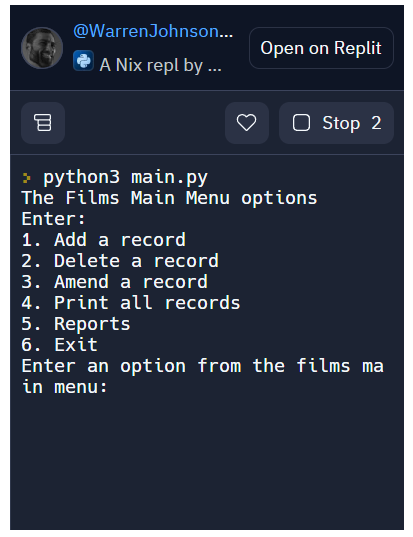 @WarrenJohnson...
A Nix repl by ...
Open on Replit
Stop 2
> python3 main.py
The Films Main Menu options
Enter:
1. Add a record
2. Delete a record
3. Amend a record
4. Print all records
5. Reports
6. Exit
Enter an option from the films ma
in menu: